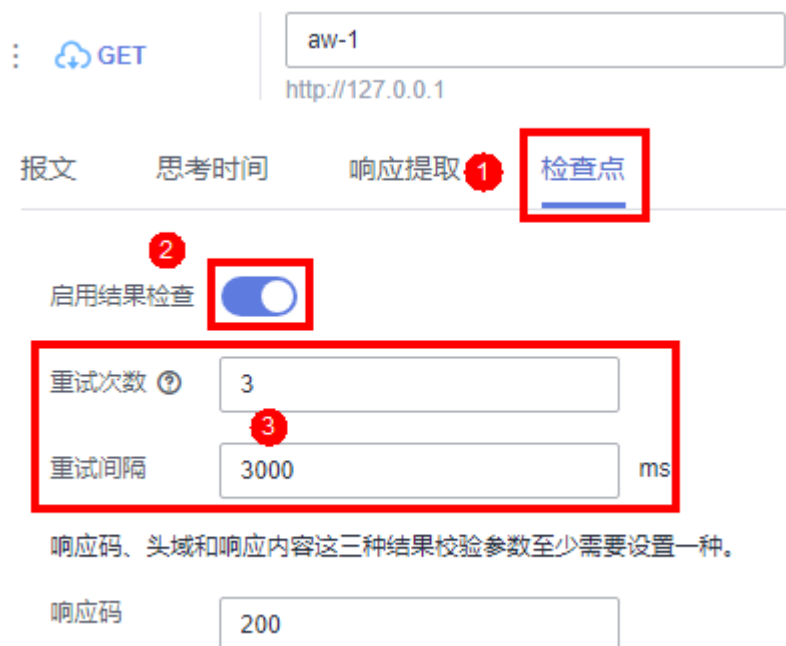 GET
aw-1
http://127.0.0.1
报文 思考时间 响应提取 1 检查点
2
启用结果检查
重试次数 ? 3
3
重试间隔 3000 ms
响应码、头域和响应内容这三种结果校验参数至少需要设置一种。
响应码 200